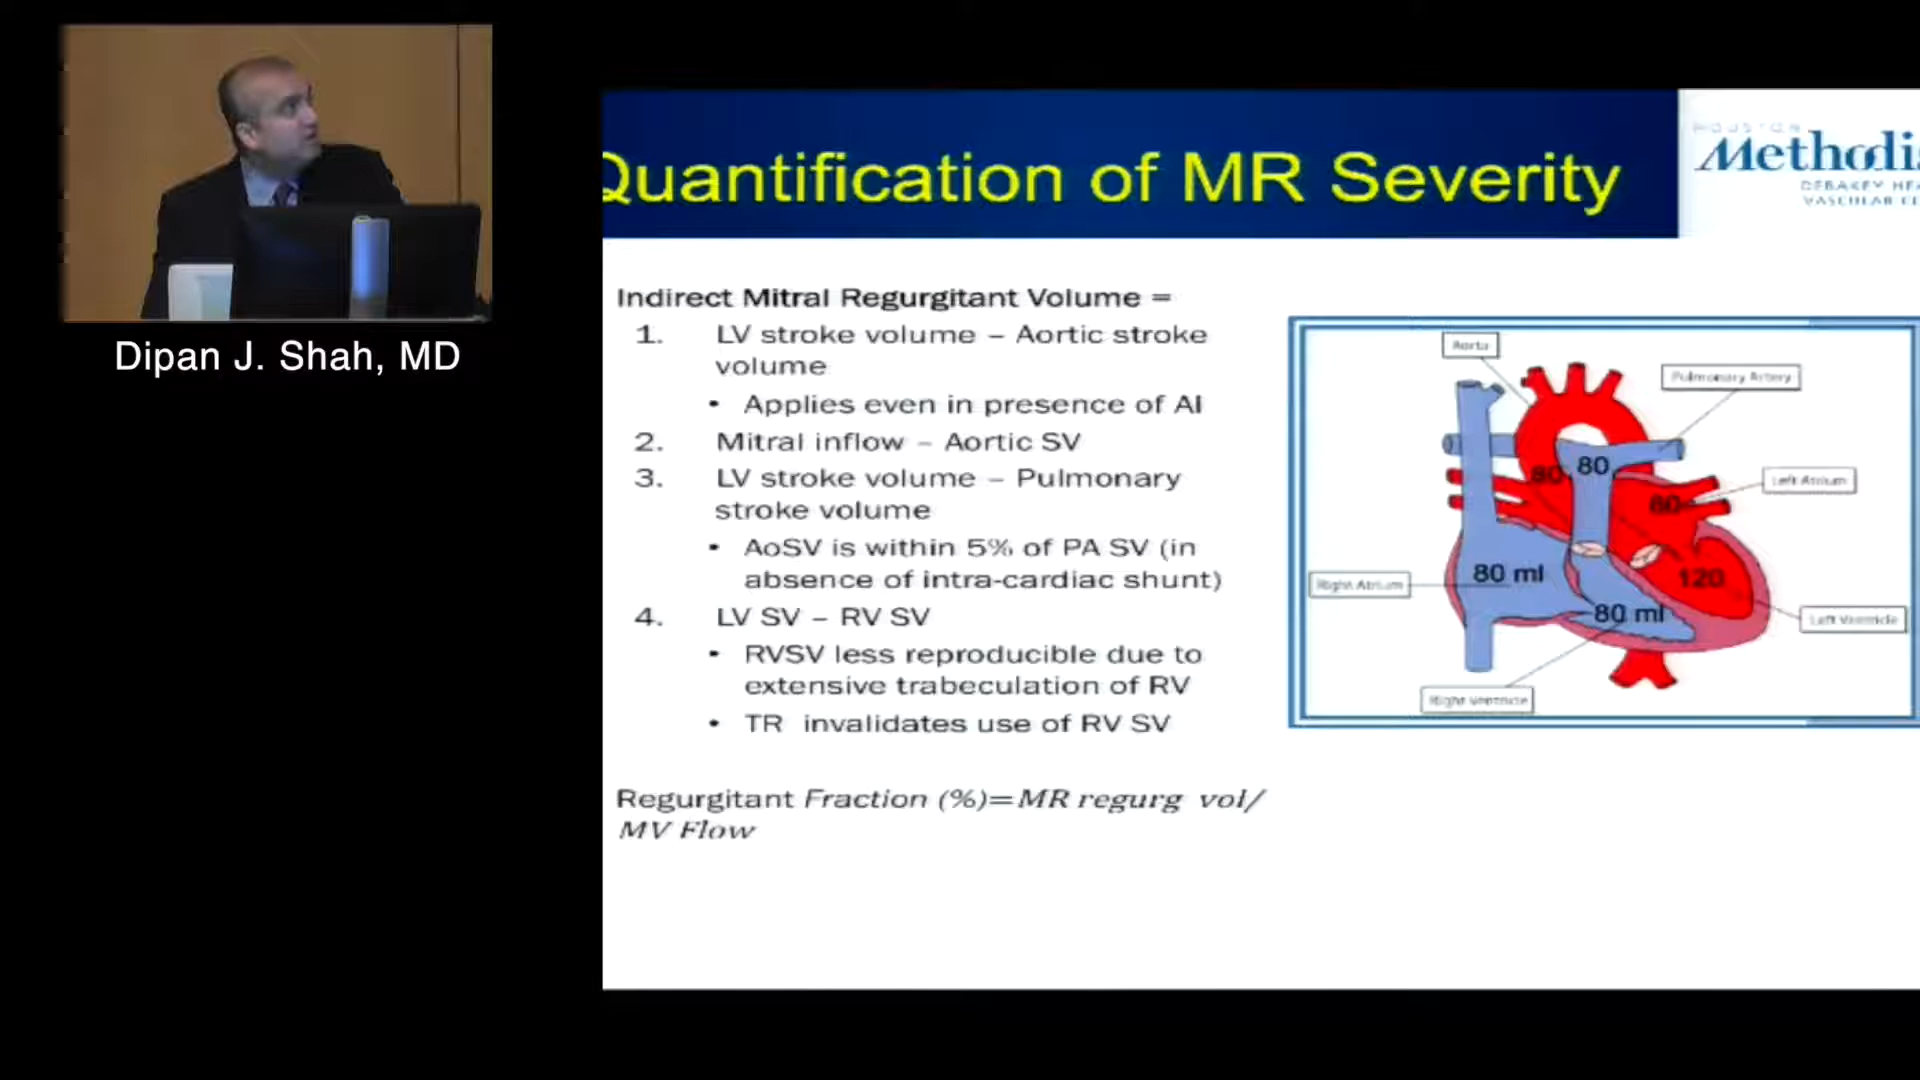 Dipan J. Shah, MD
Quantification of MR Severity
HOUSTON
Methodis
DEBAKEY HEA
VASCULAR CE
Indirect Mitral Regurgitant Volume =
1. LV stroke volume – Aortic stroke
volume
• Applies even in presence of AI
2. Mitral inflow – Aortic SV
3. LV stroke volume – Pulmonary
stroke volume
• AoSV is within 5% of PA SV (in
absence of intra-cardiac shunt)
4. LV SV – RV SV
• RVSV less reproducible due to
extensive trabeculation of RV
• TR invalidates use of RV SV
Regurgitant Fraction (%)=MR regurg vol/
MV Flow
Aorta
Pulmonary Artery
80
80
Left Atrium
80 ml
120
Right Atrium
80 ml
Left Ventricle
Right Ventricle